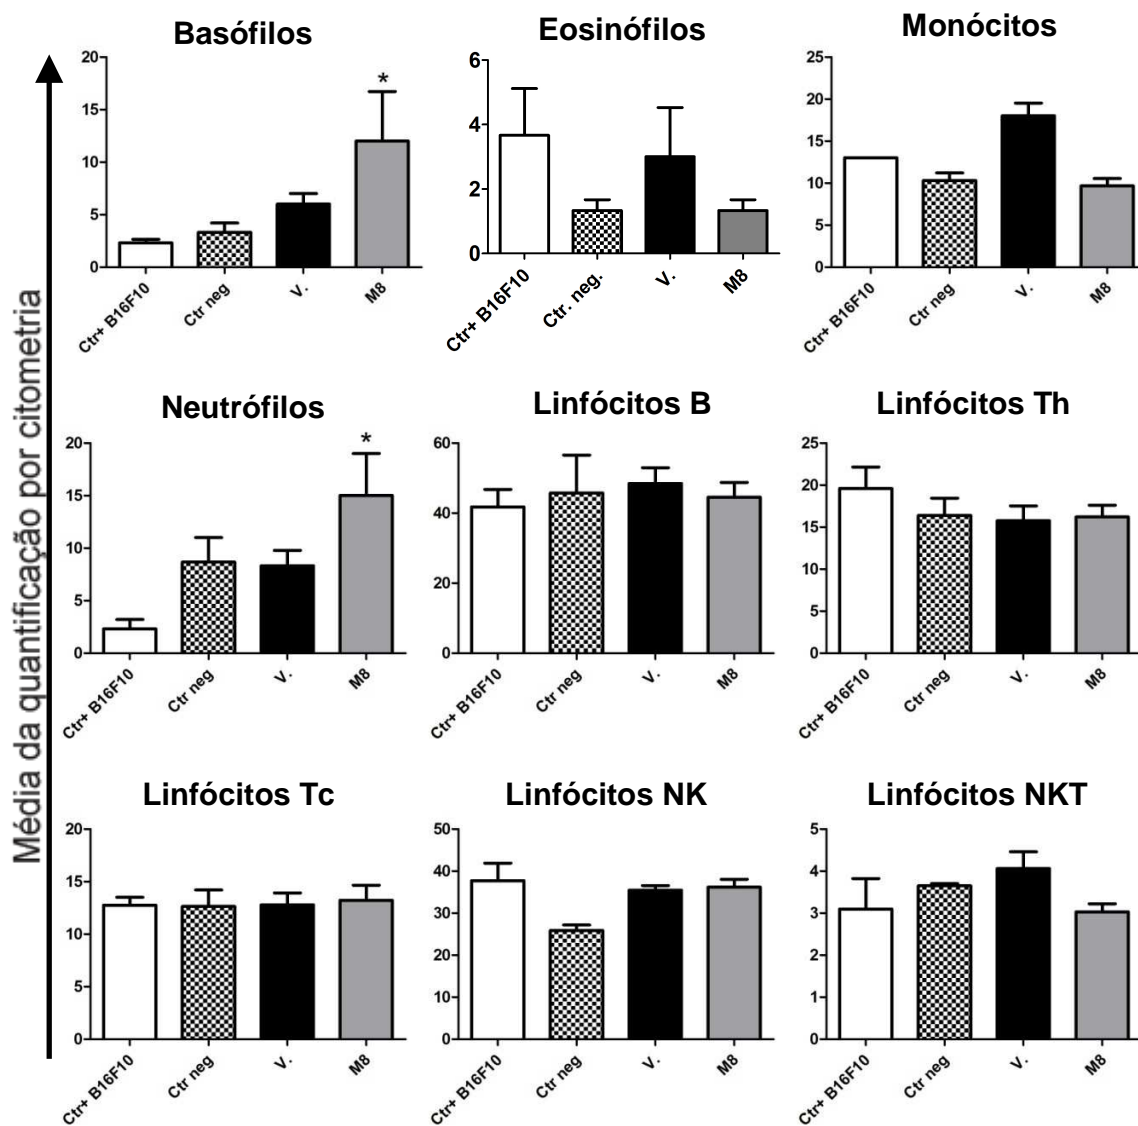 Média da quantificação por citometria
Basófilos
20
15
10
5
0
*
Ctr+ B16F10
Ctr neg
V.
M8
Eosinófilos
6
4
2
0
Ctr+ B16F10
Ctr. neg.
V.
M8
Monócitos
25
20
15
10
5
0
Ctr+ B16F10
Ctr neg
V.
M8
Neutrófilos
20
15
10
5
0
*
Ctr+ B16F10
Ctr neg
V.
M8
Linfócitos B
60
40
20
0
Ctr+ B16F10
Ctr neg
V.
M8
Linfócitos Th
25
20
15
10
5
0
Ctr+ B16F10
Ctr neg
V.
M8
Linfócitos Tc
20
15
10
5
0
Ctr+ B16F10
Ctr neg
V.
M8
Linfócitos NK
50
40
30
20
10
0
Ctr+ B16F10
Ctr neg
V.
M8
Linfócitos NKT
5
4
3
2
1
0
Ctr+ B16F10
Ctr neg
V.
M8